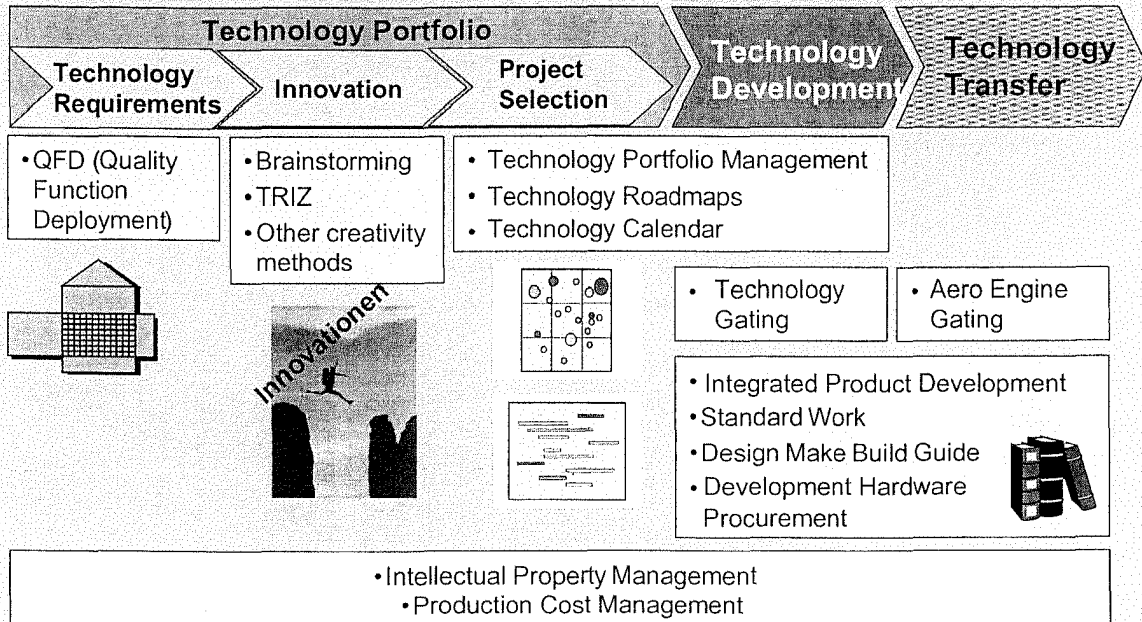 Technology Portfolio
Technology
Requirements
Innovation
Project
Selection
Technology
Development
Technology
Transfer
•QFD (Quality
Function
Deployment)
•Brainstorming
•TRIZ
•Other creativity
methods
• Technology Portfolio Management
• Technology Roadmaps
• Technology Calendar
Innovationen
• Technology
Gating
• Aero Engine
Gating
• Integrated Product Development
•Standard Work
•Design Make Build Guide
• Development Hardware
Procurement
•Intellectual Property Management
•Production Cost Management